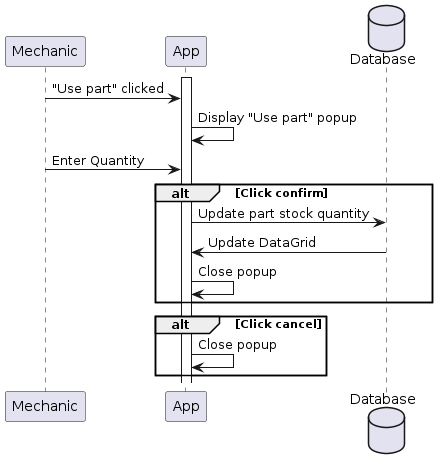 Mechanic App Database
"Use part" clicked
Display "Use part" popup
Enter Quantity
alt [Click confirm]
Update part stock quantity
Update DataGrid
Close popup
alt [Click cancel]
Close popup
Mechanic App Database